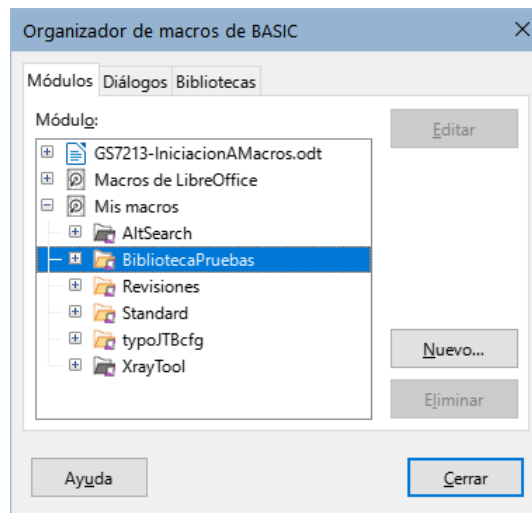 Organizador de macros de BASIC
Módulos Diálogos Bibliotecas
Módulo:
Editar
GS7213-IniciacionAMacros.odt
Macros de LibreOffice
Mis macros
AltSearch
BibliotecaPruebas
Revisiones
Standard
typoJTBcfg
XrayTool
Nuevo...
Eliminar
Ayuda
Cerrar